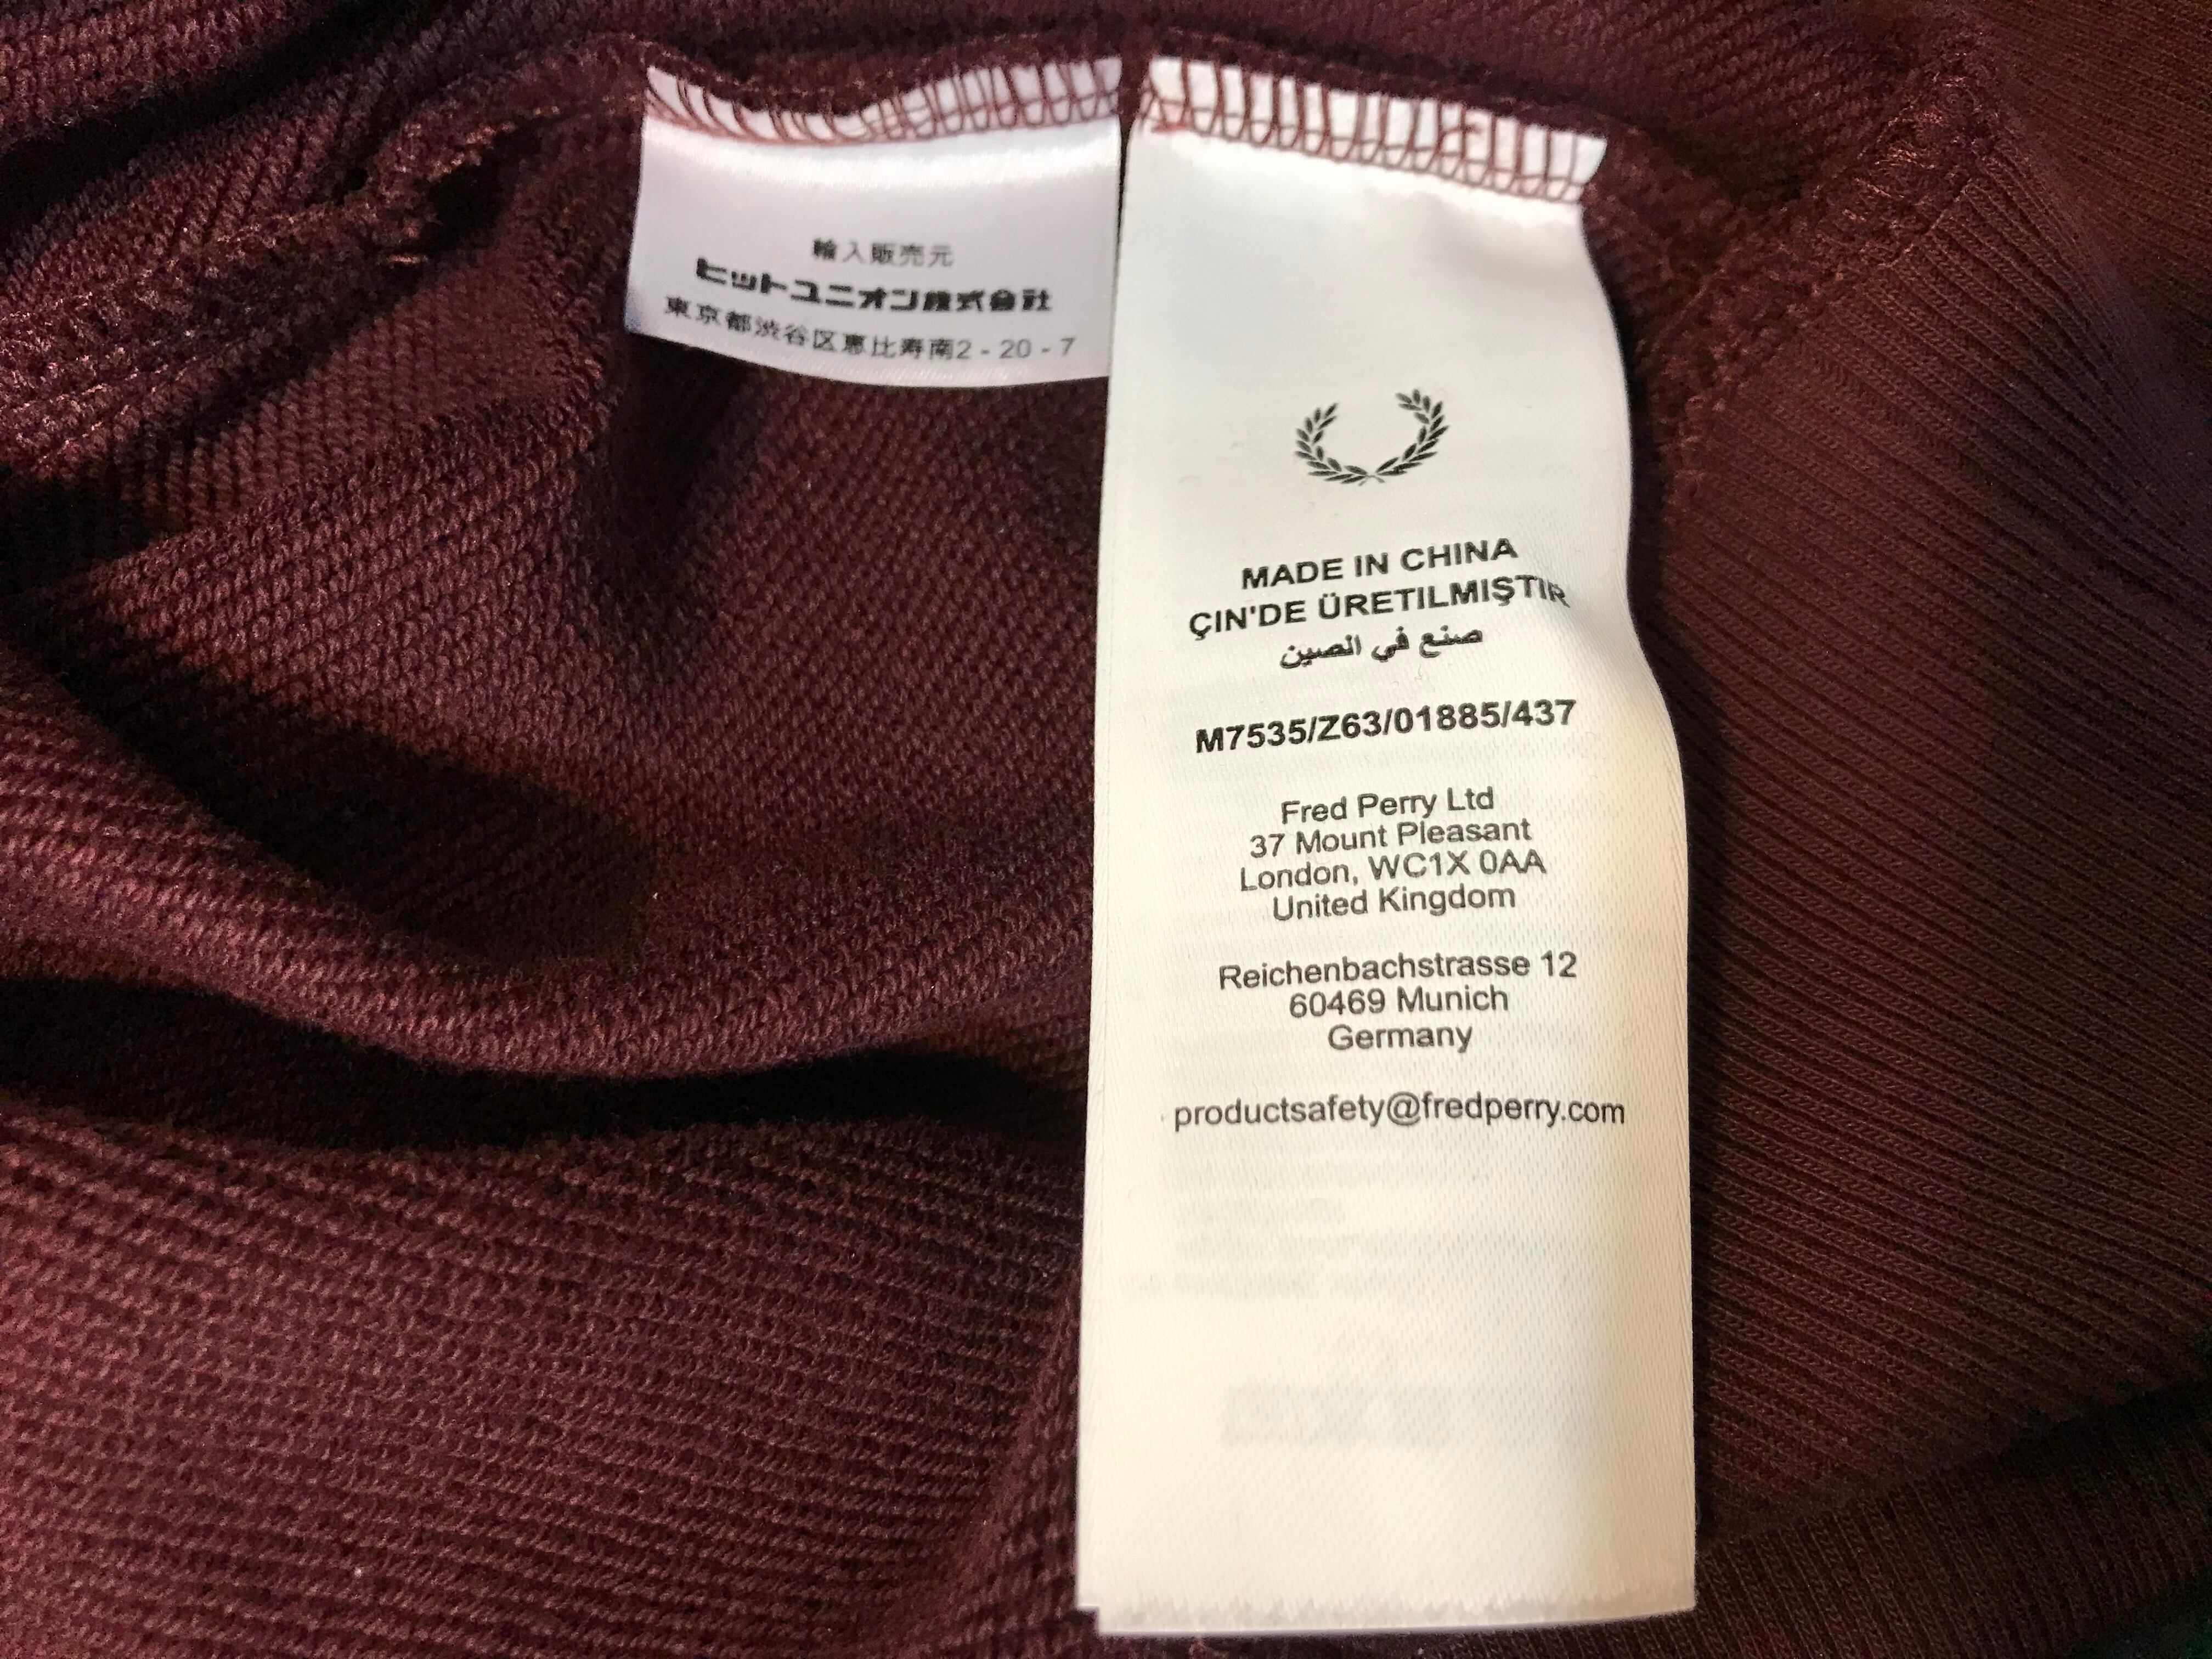 輸入販売元
ヒットユニオン株式会社
東京都渋谷区恵比寿南2-20-7
MADE IN CHINA
ÇIN'DE ÜRETILMIŞTIR
صنع في الصين
M7535/Z63/01885/437
Fred Perry Ltd
37 Mount Pleasant
London, WC1X 0AA
United Kingdom
Reichenbachstrasse 12
60469 Munich
Germany
productsafety@fredperry.com